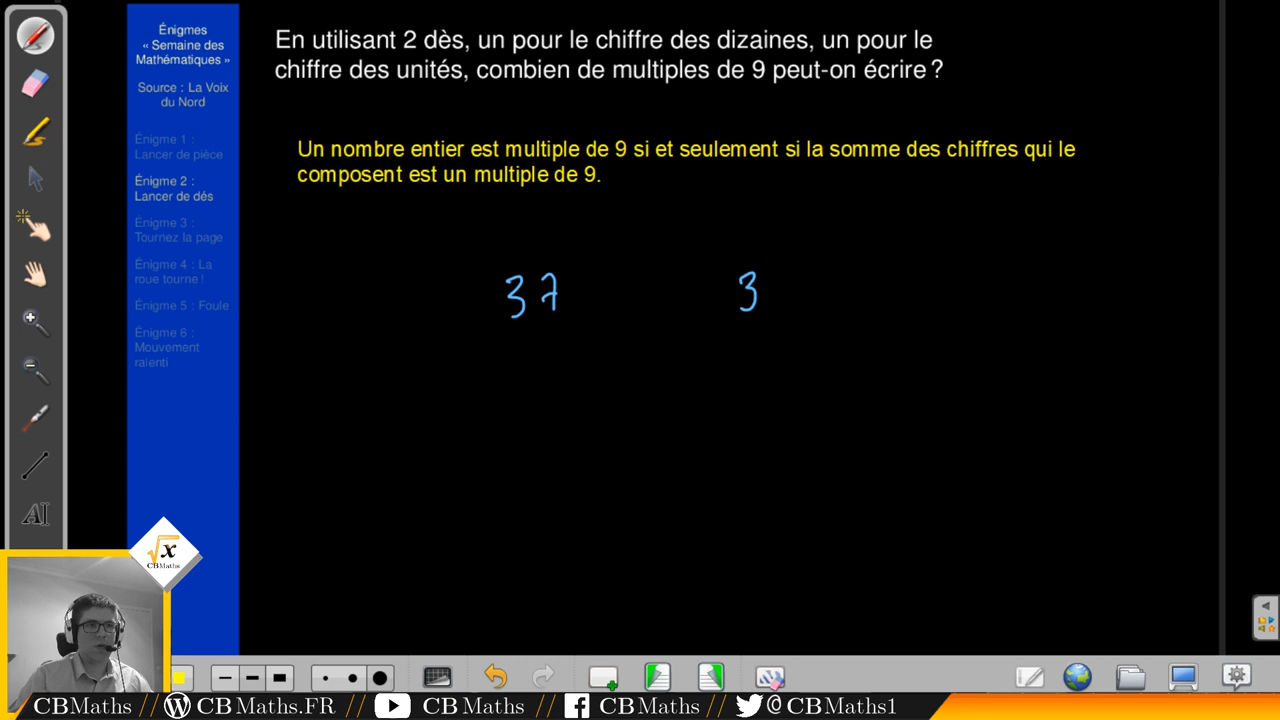 Énigmes
« Semaine des
Mathématiques »
Source : La Voix
du Nord
Énigme 1 :
Lancer de pièce
Énigme 2 :
Lancer de dés
Énigme 3 :
Tournez la page
Énigme 4 : La
roue tourne !
Énigme 5 : Foule
Énigme 6 :
Mouvement
ralenti
En utilisant 2 dès, un pour le chiffre des dizaines, un pour le
chiffre des unités, combien de multiples de 9 peut-on écrire ?
Un nombre entier est multiple de 9 si et seulement si la somme des chiffres qui le
composent est un multiple de 9.
37 3
AI
√x
CBMaths
CBMaths CBMaths.FR CBMaths CBMaths @CBMaths1